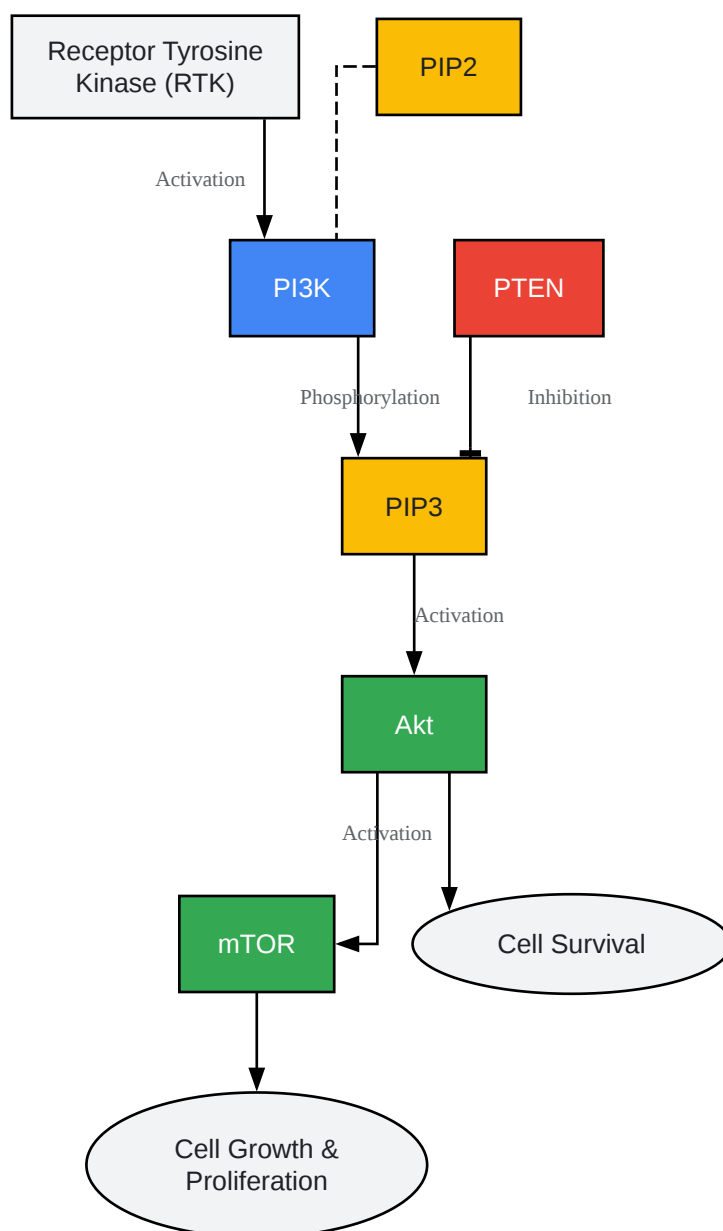 Receptor Tyrosine
Kinase (RTK)
PIP2
Activation
PI3K
PTEN
Phosphorylation
Inhibition
PIP3
Activation
Akt
Activation
mTOR
Cell Survival
Cell Growth &
Proliferation